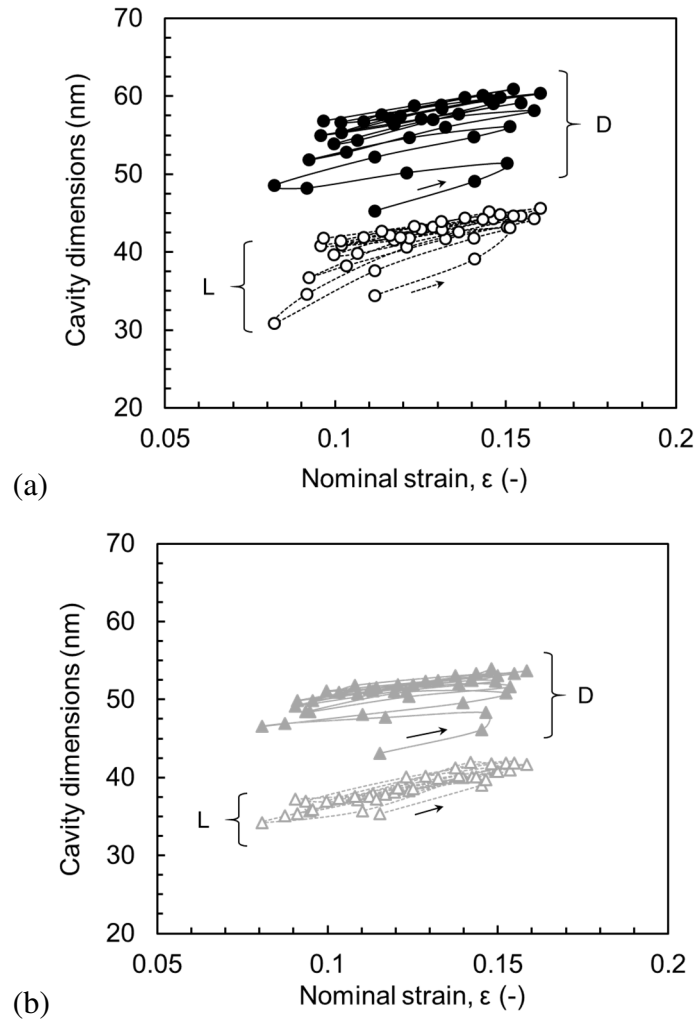 Cavity dimensions (nm)
70
60
50
40
30
20
D
L
0.05
0.1
0.15
0.2
Nominal strain, ε (-)
(a)
Cavity dimensions (nm)
70
60
50
40
30
20
D
L
0.05
0.1
0.15
0.2
Nominal strain, ε (-)
(b)